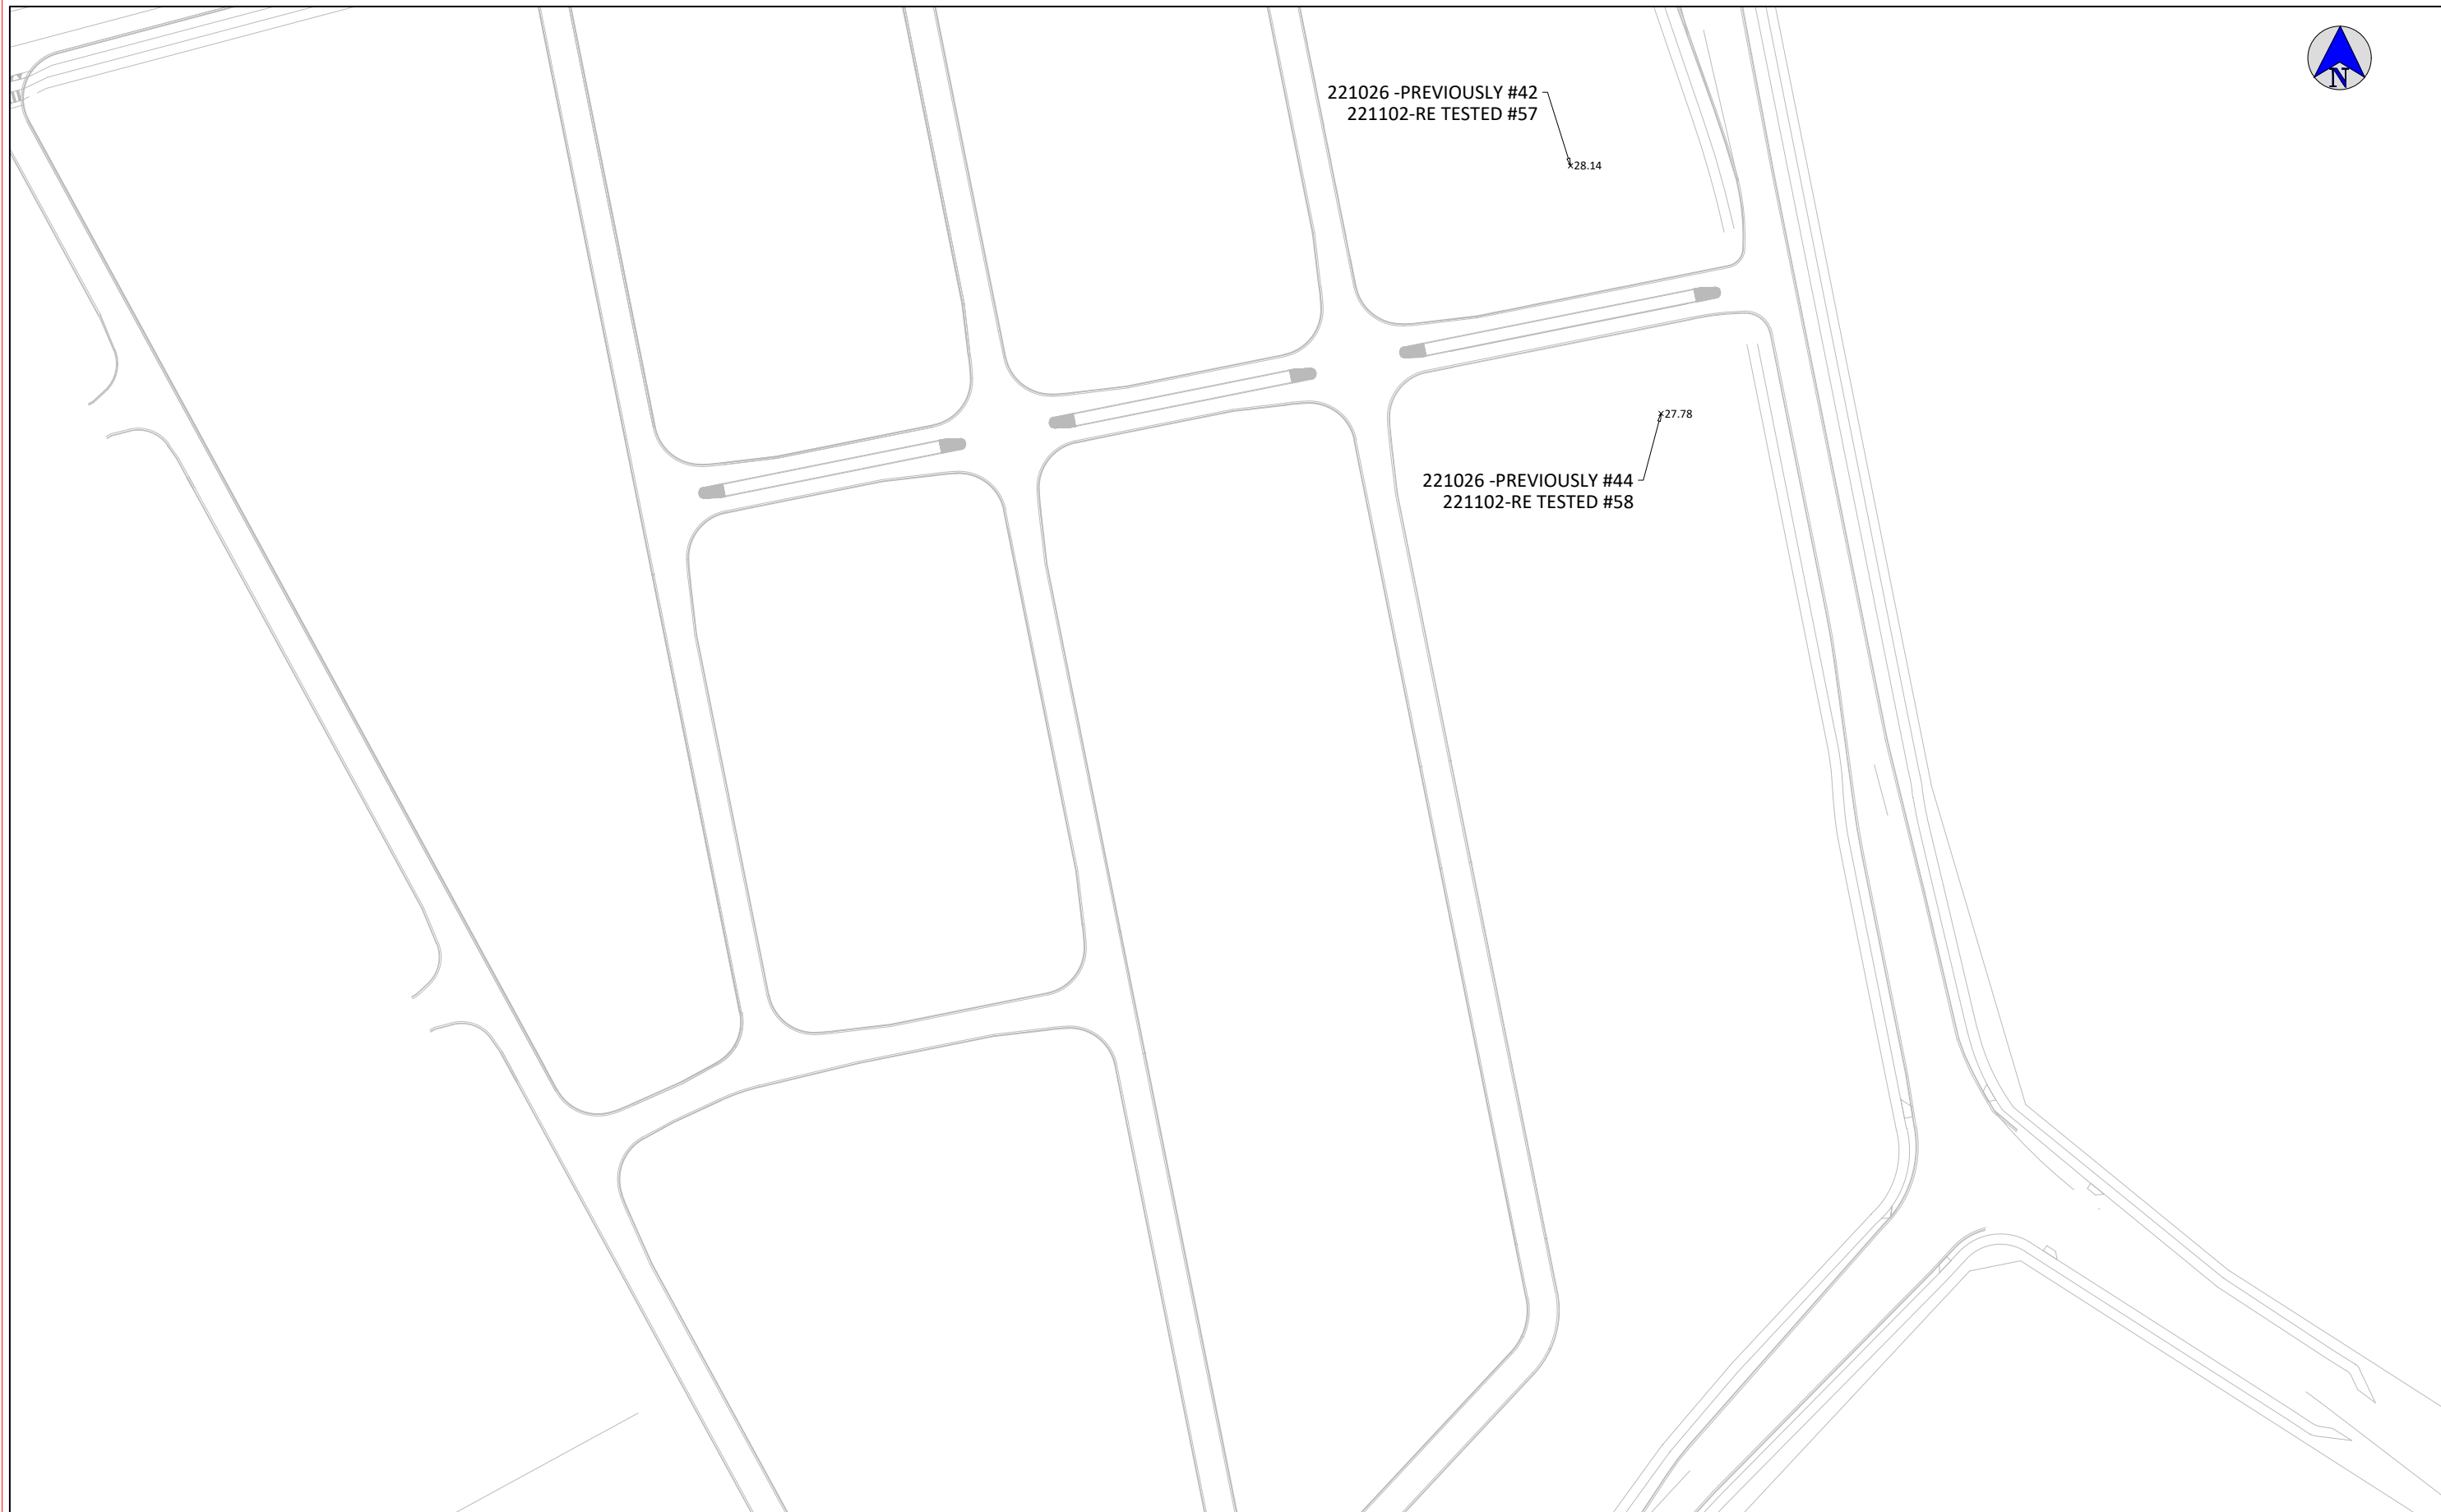 N
221026 -PREVIOUSLY #42
221102-RE TESTED #57
×28.14
×27.78
221026 -PREVIOUSLY #44
221102-RE TESTED #58